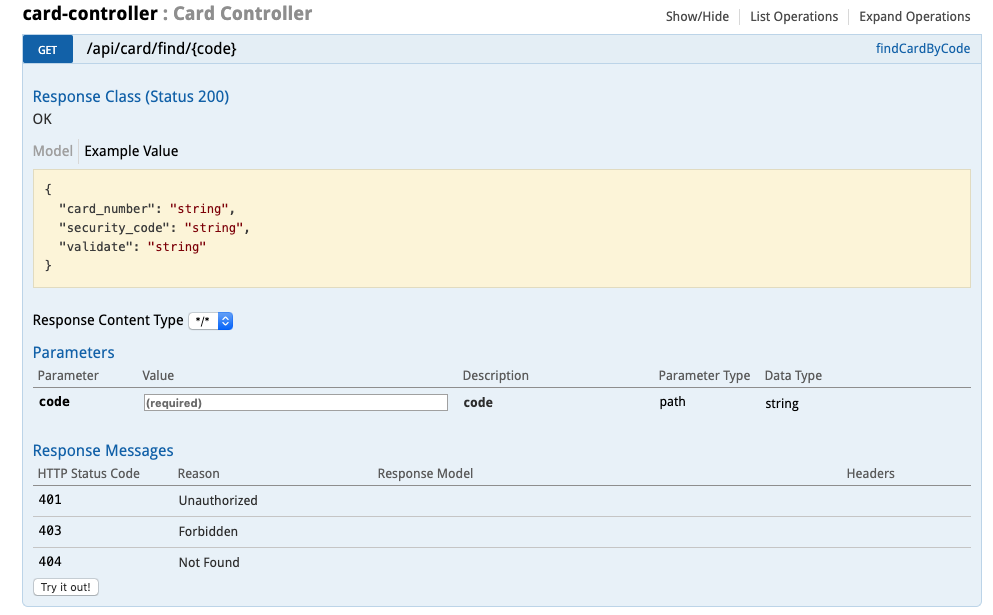 card-controller : Card Controller
Show/Hide List Operations Expand Operations
GET /api/card/find/{code} findCardByCode
Response Class (Status 200)
OK
Model Example Value
{
"card_number": "string",
"security_code": "string",
"validate": "string"
}
Response Content Type */*
Parameters
Parameter Value Description Parameter Type Data Type
code (required) code path string
Response Messages
HTTP Status Code Reason Response Model Headers
401 Unauthorized
403 Forbidden
404 Not Found
Try it out!